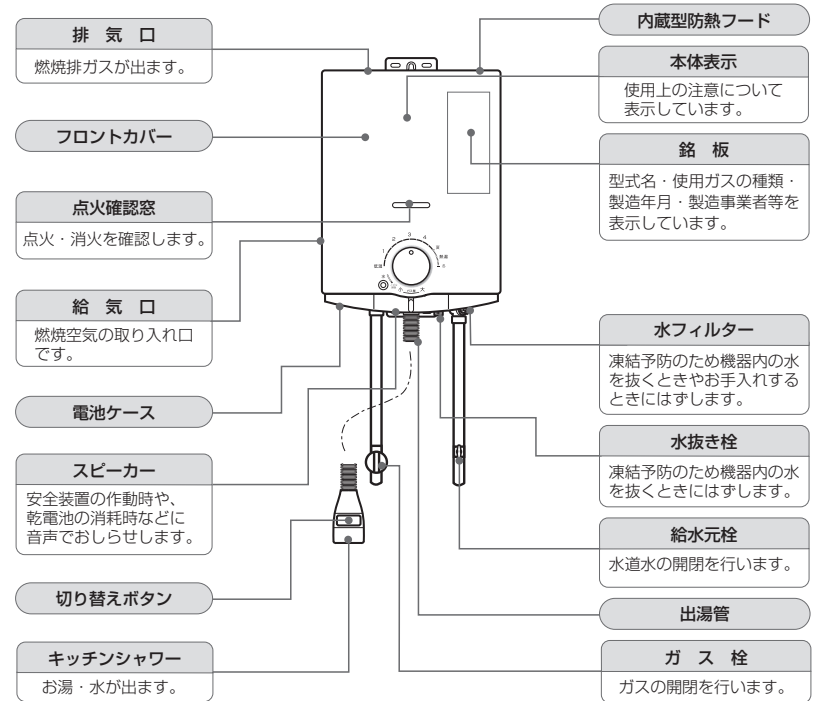 排 気 口
燃焼排ガスが出ます。
フロントカバー
点火確認窓
点火・消火を確認します。
給 気 口
燃焼空気の取り入れ口
です。
電池ケース
スピーカー
安全装置の作動時や、
乾電池の消耗時などに
音声でおしらせします。
切り替えボタン
キッチンシャワー
お湯・水が出ます。
1
2
3
4
低温
高温
水
大
内蔵型防熱フード
本体表示
使用上の注意について
表示しています。
銘 板
型式名・使用ガスの種類・
製造年月・製造事業者等を
表示しています。
水フィルター
凍結予防のため機器内の水
を抜くときやお手入れする
ときにはずします。
水抜き栓
凍結予防のため機器内の水
を抜くときにはずします。
給水元栓
水道水の開閉を行います。
出湯管
ガ ス 栓
ガスの開閉を行います。